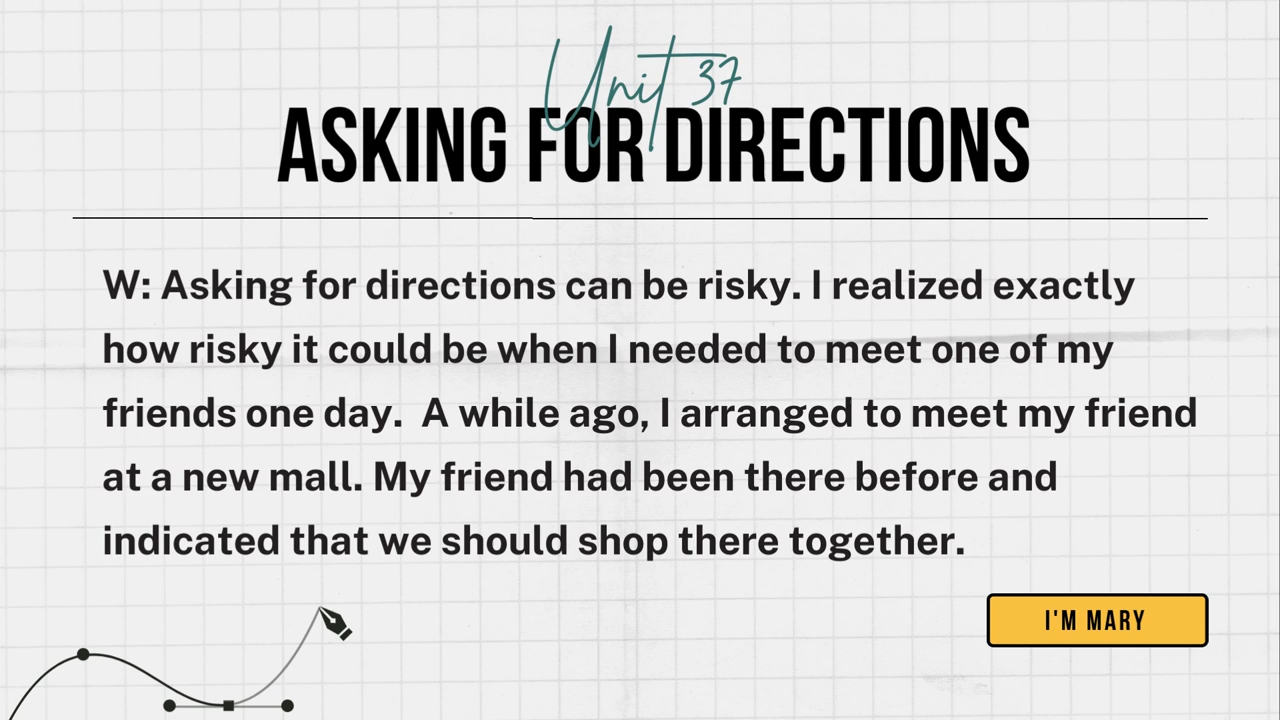 Unit 37
ASKING FOR DIRECTIONS
W: Asking for directions can be risky. I realized exactly
how risky it could be when I needed to meet one of my
friends one day.  A while ago, I arranged to meet my friend
at a new mall. My friend had been there before and
indicated that we should shop there together.
I'M MARY